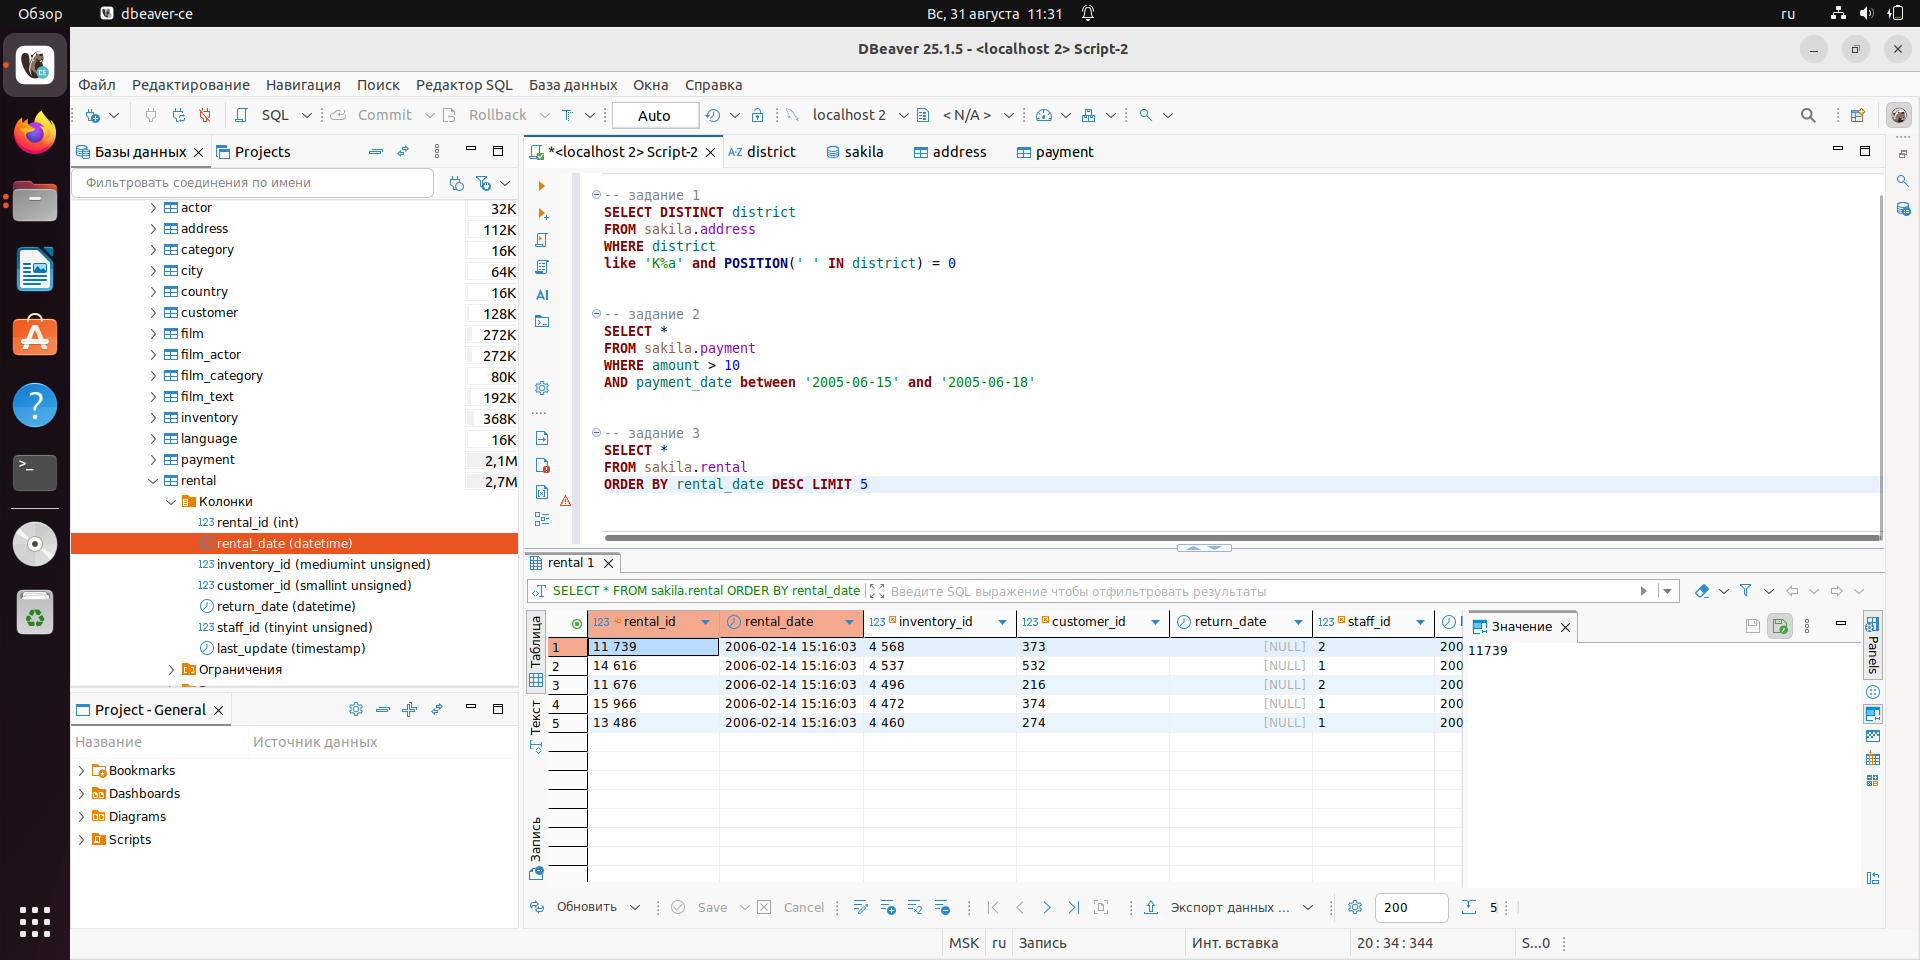 Обзор
dbeaver-ce
Вс, 31 августа 11:31
ru
DBeaver 25.1.5 - <localhost 2> Script-2
Файл Редактирование Навигация Поиск Редактор SQL База данных Окна Справка
SQL Commit Rollback Auto localhost 2 < N/A >
Базы данных Projects
Фильтровать соединения по имени
actor 32K
address 112K
category 16K
city 64K
country 16K
customer 128K
film 272K
film_actor 272K
film_category 80K
film_text 192K
inventory 368K
language 16K
payment 2,1M
rental 2,7M
Колонки
123 rental_id (int)
rental_date (datetime)
123 inventory_id (mediumint unsigned)
123 customer_id (smallint unsigned)
return_date (datetime)
123 staff_id (tinyint unsigned)
last_update (timestamp)
Ограничения
Project - General
Название Источник данных
Bookmarks
Dashboards
Diagrams
Scripts
*<localhost 2> Script-2 A-Z district sakila address payment
-- задание 1
SELECT DISTINCT district
FROM sakila.address
WHERE district
like 'K%a' and POSITION(' ' IN district) = 0
-- задание 2
SELECT *
FROM sakila.payment
WHERE amount > 10
AND payment_date between '2005-06-15' and '2005-06-18'
-- задание 3
SELECT *
FROM sakila.rental
ORDER BY rental_date DESC LIMIT 5
AI
rental 1
SELECT * FROM sakila.rental ORDER BY rental_date
Введите SQL выражение чтобы отфильтровать результаты
Таблица
Текст
Запись
123 rental_id rental_date 123 inventory_id 123 customer_id return_date 123 staff_id
1 11 739 2006-02-14 15:16:03 4 568 373 [NULL] 2 200
2 14 616 2006-02-14 15:16:03 4 537 532 [NULL] 1 200
3 11 676 2006-02-14 15:16:03 4 496 216 [NULL] 2 200
4 15 966 2006-02-14 15:16:03 4 472 374 [NULL] 1 200
5 13 486 2006-02-14 15:16:03 4 460 274 [NULL] 1 200
Значение
11739
Panels
Обновить Save Cancel Экспорт данных ... 200 5
MSK ru Запись Инт. вставка 20:34:344 S...0